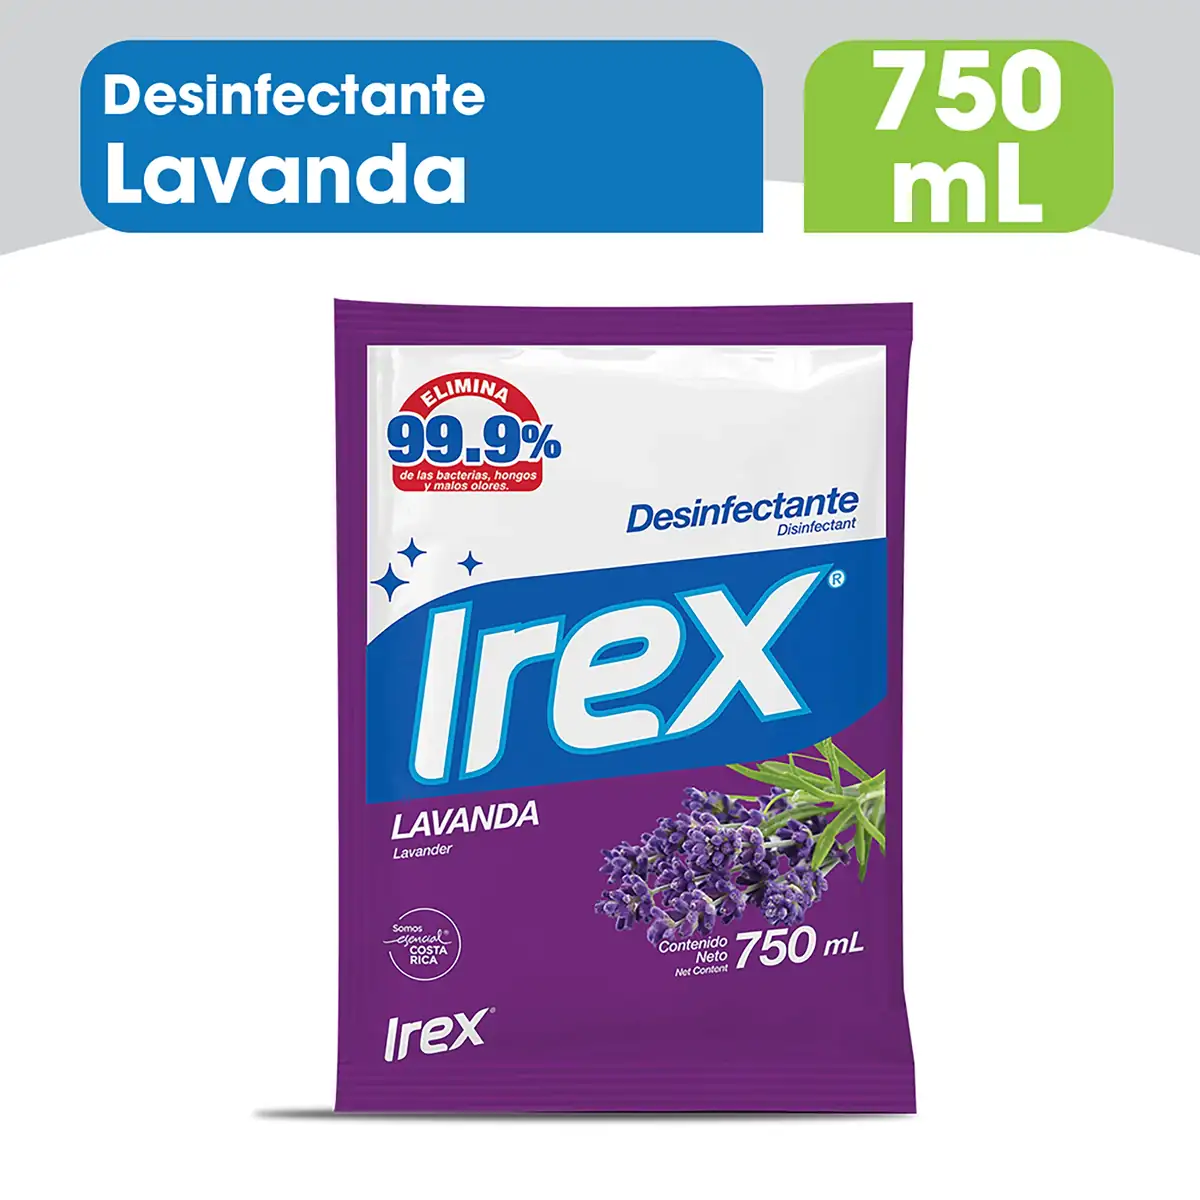 Desinfectante
Lavanda
750
mL
ELIMINA
99.9%
de las bacterias, hongos
y malos olores.
Desinfectante
Disinfectant
Irex®
LAVANDA
Lavander
Somos
esencial®
COSTA
RICA
Contenido
Neto
Net Content
750 mL
Irex®